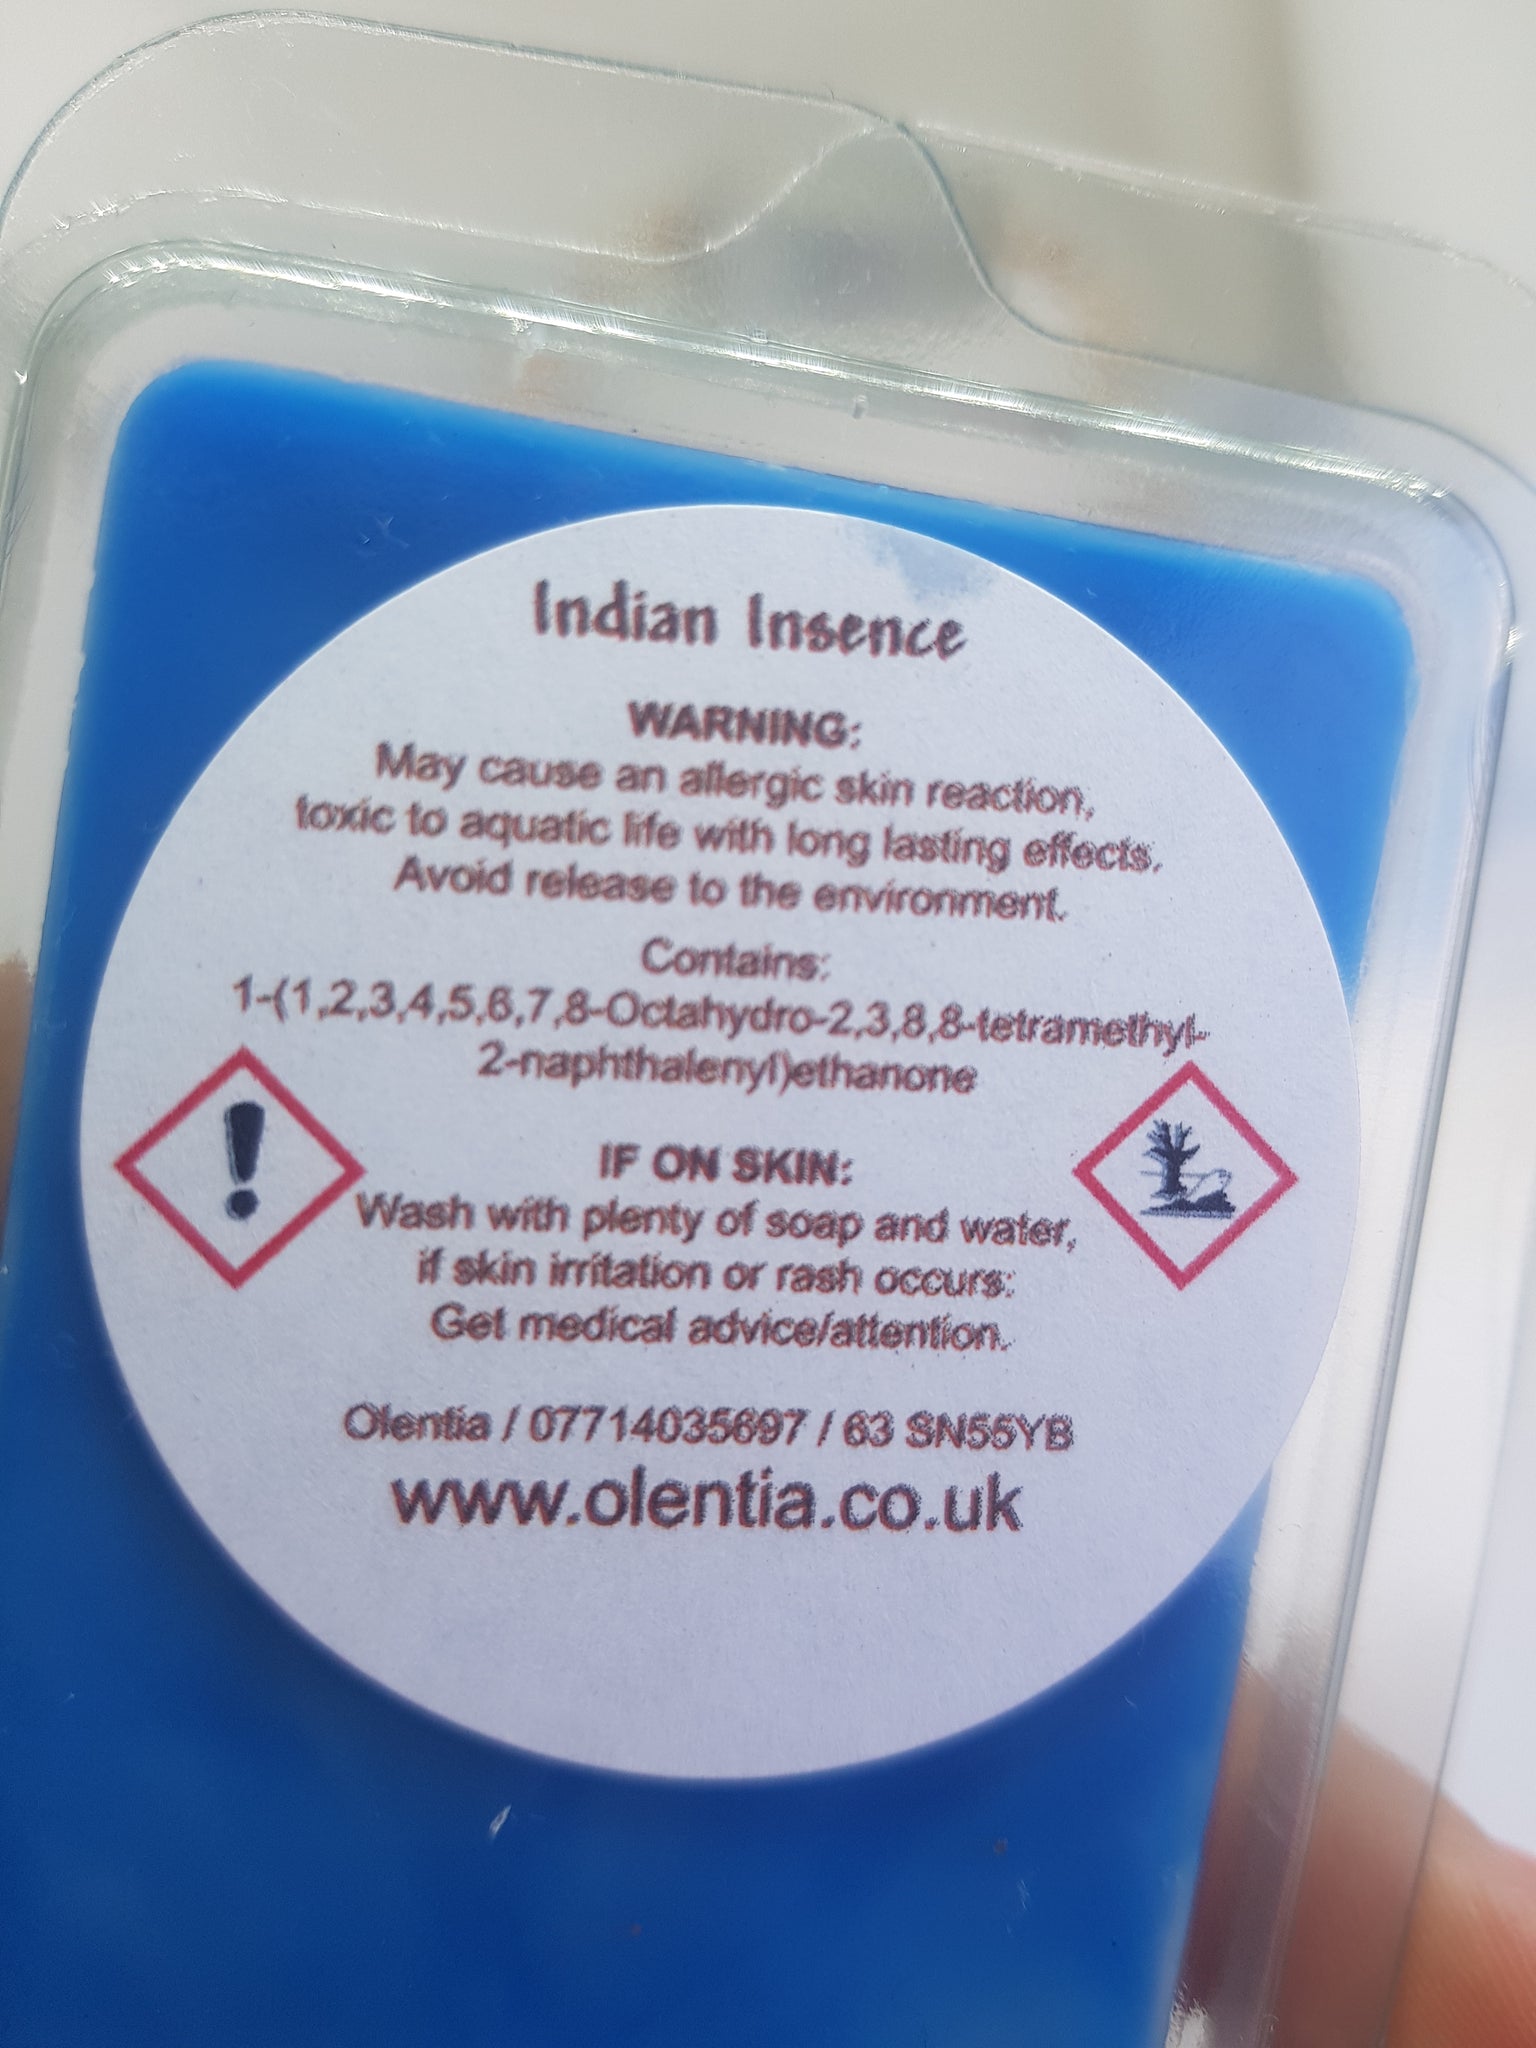 Indian Insence
WARNING:
May cause an allergic skin reaction,
toxic to aquatic life with long lasting effects.
Avoid release to the environment.
Contains:
1-(1,2,3,4,5,6,7,8-Octahydro-2,3,8,8-tetramethyl-
2-naphthalenyl)ethanone
IF ON SKIN:
Wash with plenty of soap and water,
if skin irritation or rash occurs:
Get medical advice/attention.
Olentia / 07714035697 / 63 SN55YB
www.olentia.co.uk